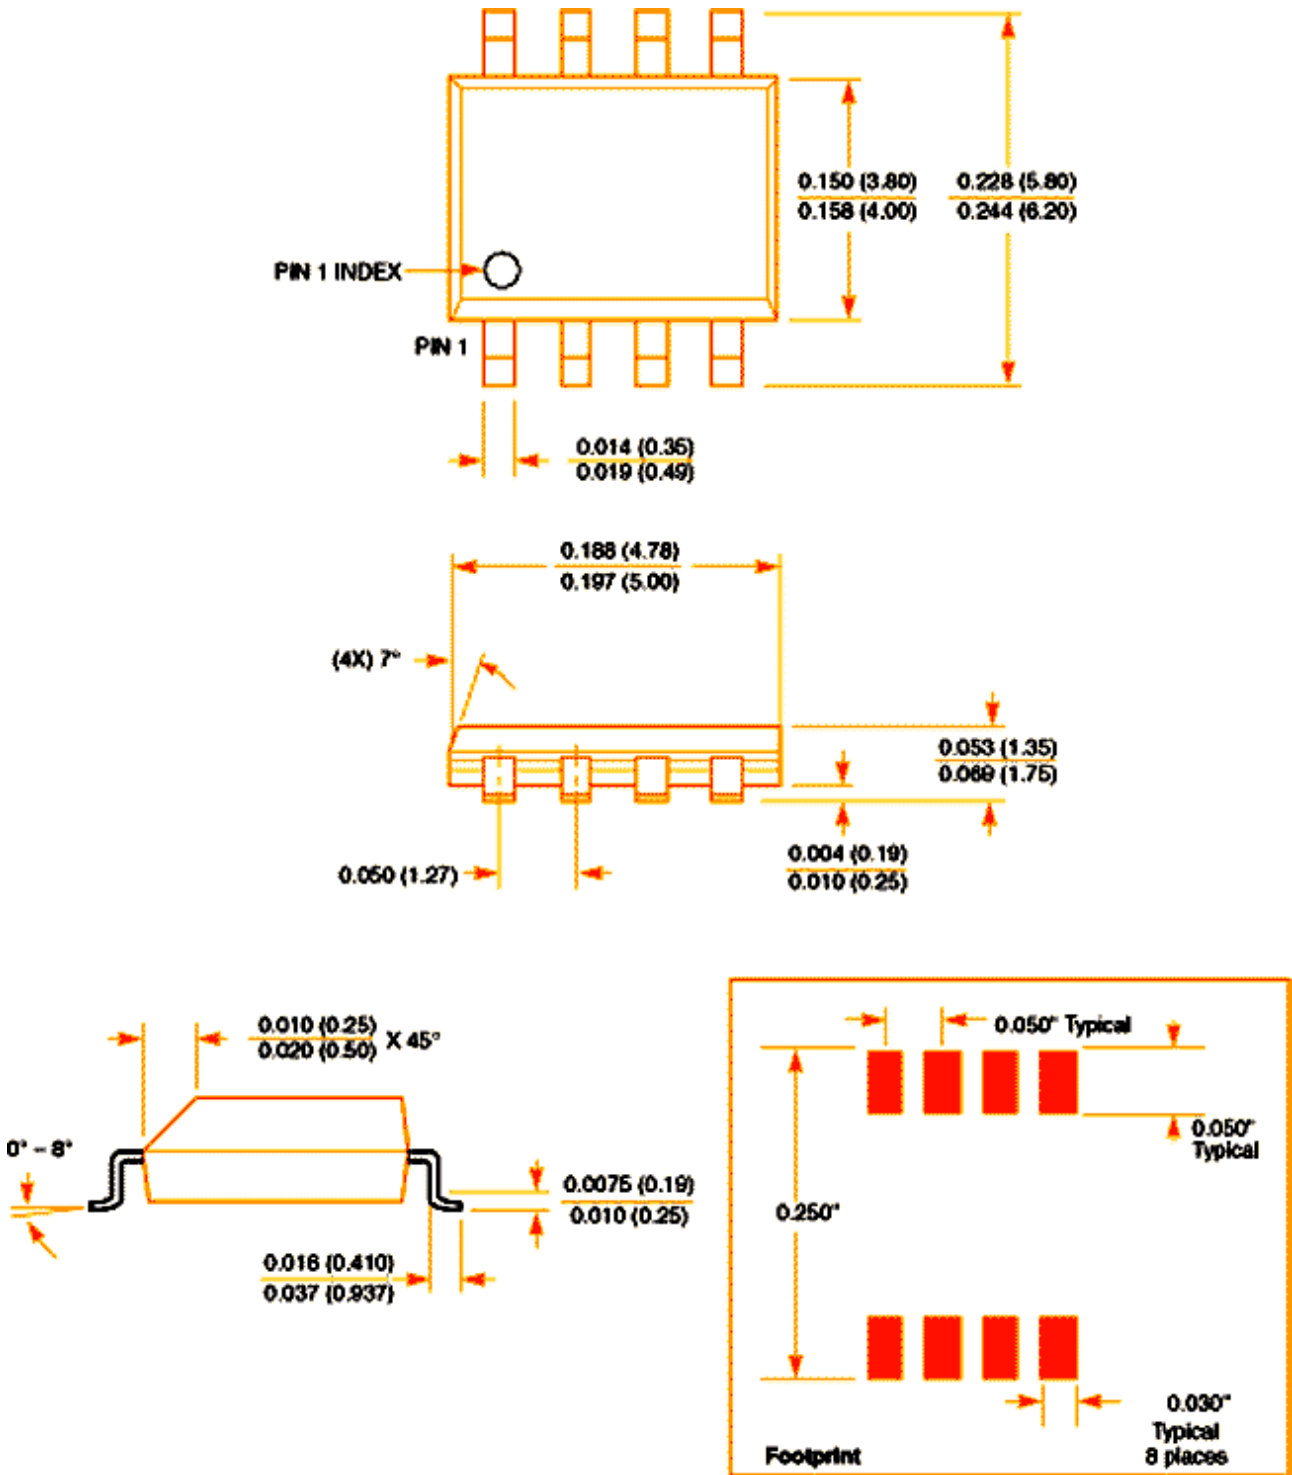 0.150 (3.80)
0.158 (4.00)
0.228 (5.80)
0.244 (6.20)
PIN 1 INDEX
PIN 1
0.014 (0.35)
0.019 (0.49)
0.188 (4.78)
0.197 (5.00)
(4X) 7°
0.053 (1.35)
0.069 (1.75)
0.004 (0.19)
0.010 (0.25)
0.050 (1.27)
0.010 (0.25)
0.020 (0.50)
X 45°
0° – 8°
0.0075 (0.19)
0.010 (0.25)
0.016 (0.410)
0.037 (0.937)
0.050" Typical
0.050"
Typical
0.250"
0.030"
Typical
8 places
Footprint